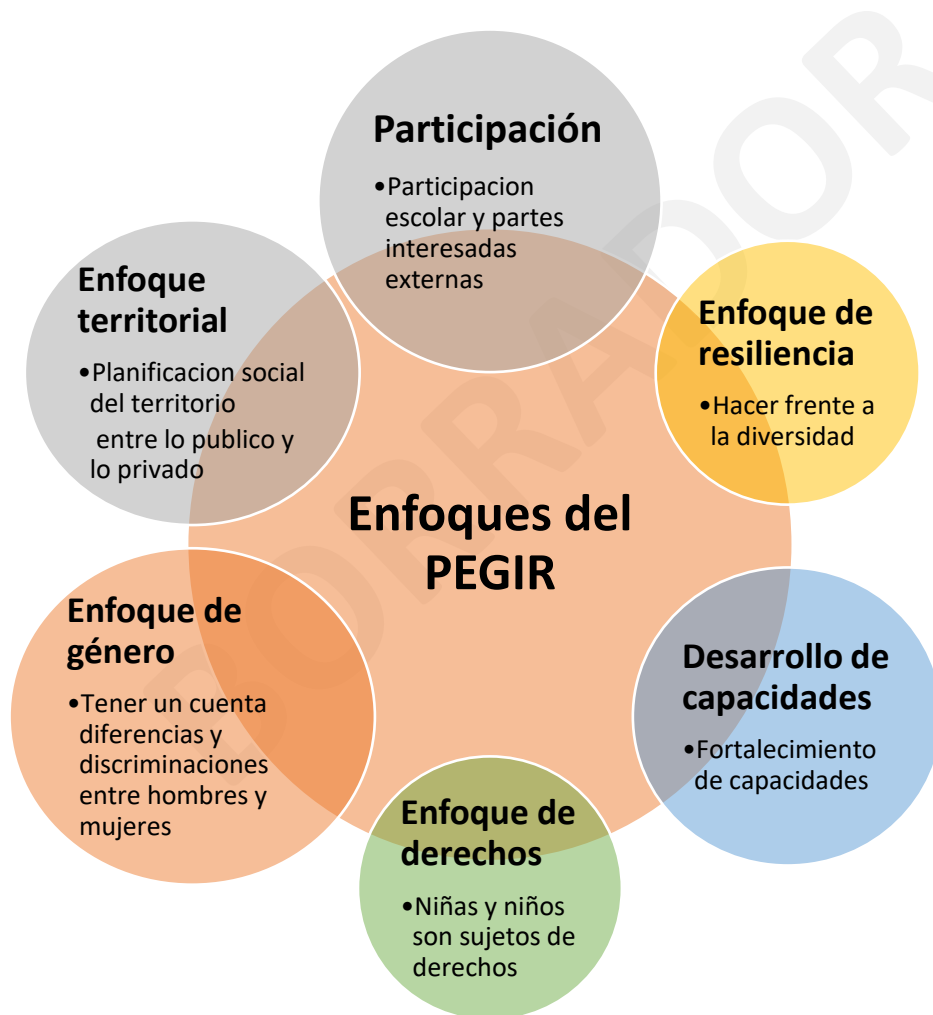 Participación
•Participacion
escolar y partes
interesadas
externas
Enfoque de
resiliencia
•Hacer frente a
la diversidad
Desarrollo de
capacidades
•Fortalecimiento
de capacidades
Enfoque de
derechos
•Niñas y niños
son sujetos de
derechos
Enfoque de
género
•Tener un cuenta
diferencias y
discriminaciones
entre hombres y
mujeres
Enfoque
territorial
•Planificacion social
del territorio
entre lo publico y
lo privado
Enfoques del
PEGIR
BORRADOR